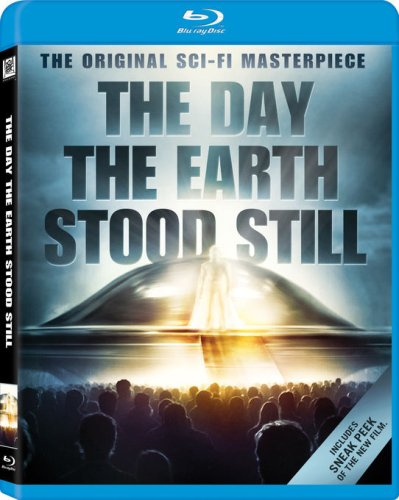 Blu-ray Disc
THE ORIGINAL SCI-FI MASTERPIECE
THE DAY
THE EARTH
STOOD STILL
THE DAY THE EARTH STOOD STILL
INCLUDES
SNEAK PEEK
OF THE NEW FILM.